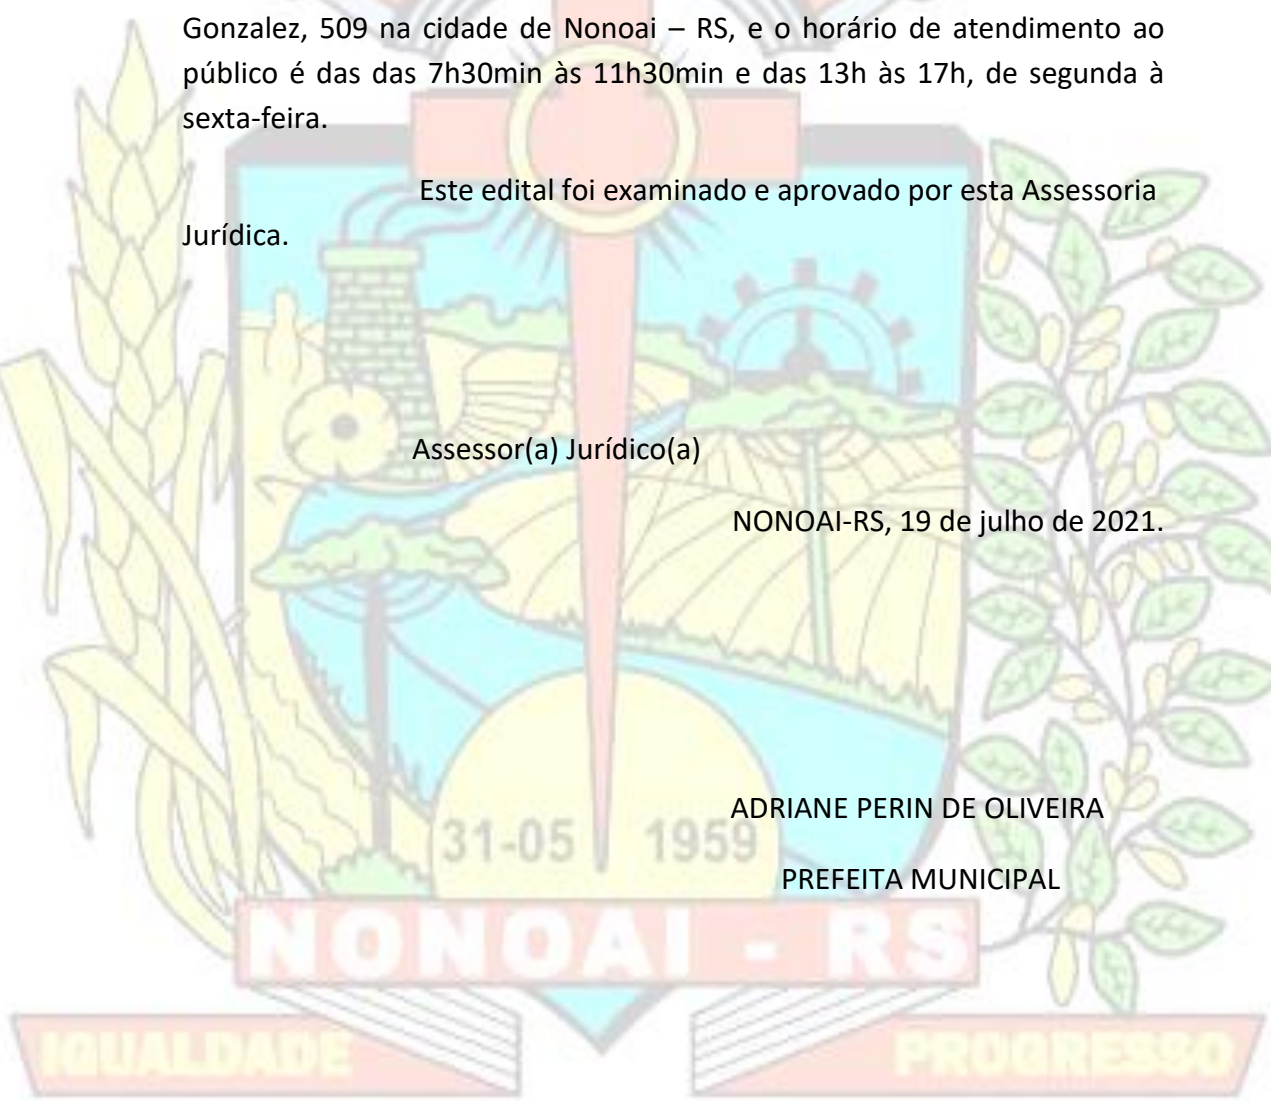 Gonzalez, 509 na cidade de Nonoai – RS, e o horário de atendimento ao
público é das das 7h30min às 11h30min e das 13h às 17h, de segunda à
sexta-feira.
Este edital foi examinado e aprovado por esta Assessoria
Jurídica.
Assessor(a) Jurídico(a)
NONOAI-RS, 19 de julho de 2021.
ADRIANE PERIN DE OLIVEIRA
31-05 1959
PREFEITA MUNICIPAL
NONOAI - RS
IGUALDADE PROGRESSO